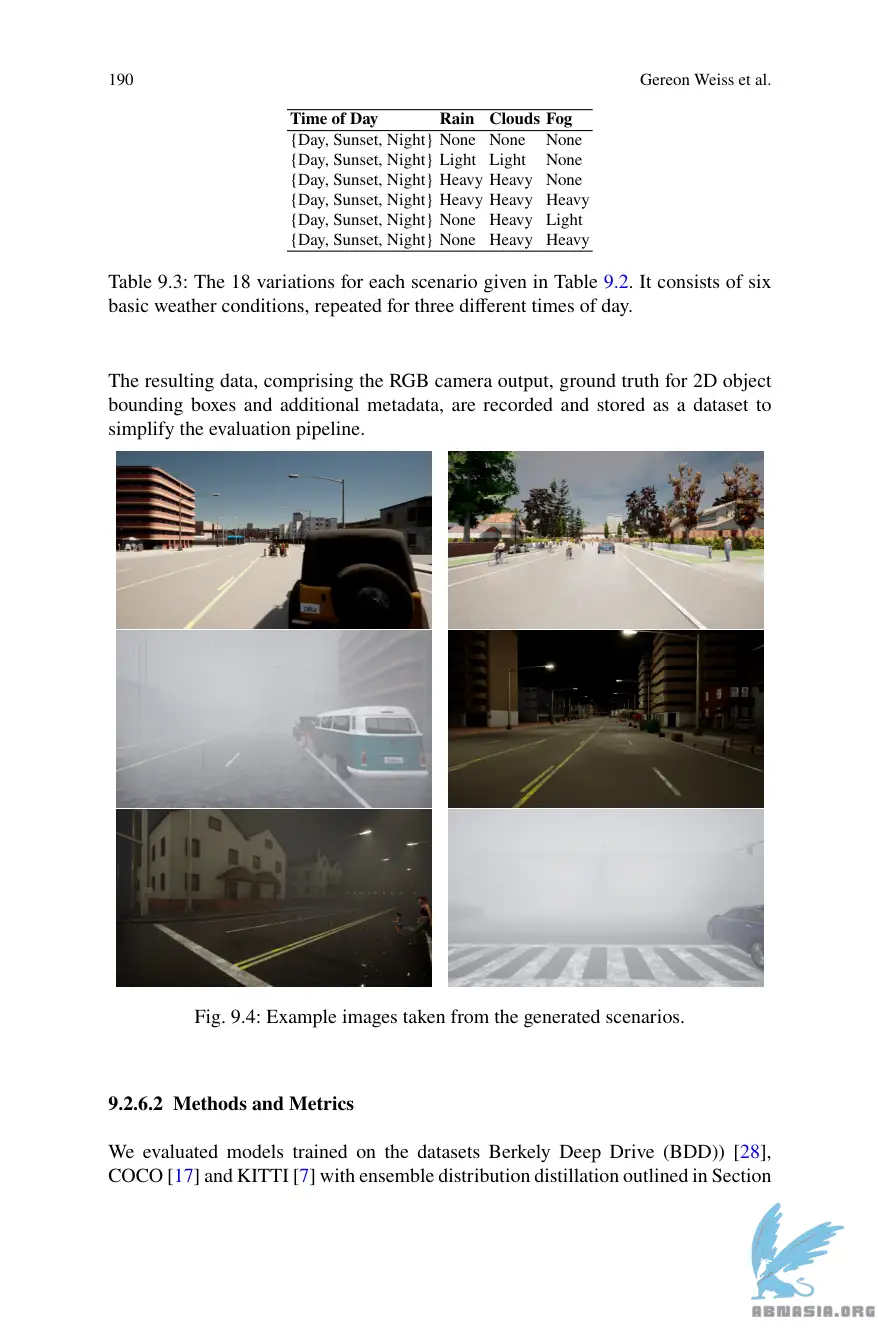 190
Gereon Weiss et al.
Time of Day Rain Clouds Fog
{Day, Sunset, Night} None None None
{Day, Sunset, Night} Light Light None
{Day, Sunset, Night} Heavy Heavy None
{Day, Sunset, Night} Heavy Heavy Heavy
{Day, Sunset, Night} None Heavy Light
{Day, Sunset, Night} None Heavy Heavy
Table 9.3: The 18 variations for each scenario given in Table 9.2. It consists of six
basic weather conditions, repeated for three different times of day.
The resulting data, comprising the RGB camera output, ground truth for 2D object
bounding boxes and additional metadata, are recorded and stored as a dataset to
simplify the evaluation pipeline.
Fig. 9.4: Example images taken from the generated scenarios.
9.2.6.2 Methods and Metrics
We evaluated models trained on the datasets Berkely Deep Drive (BDD)) [28],
COCO [17] and KITTI [7] with ensemble distribution distillation outlined in Section
ABNASIA.ORG